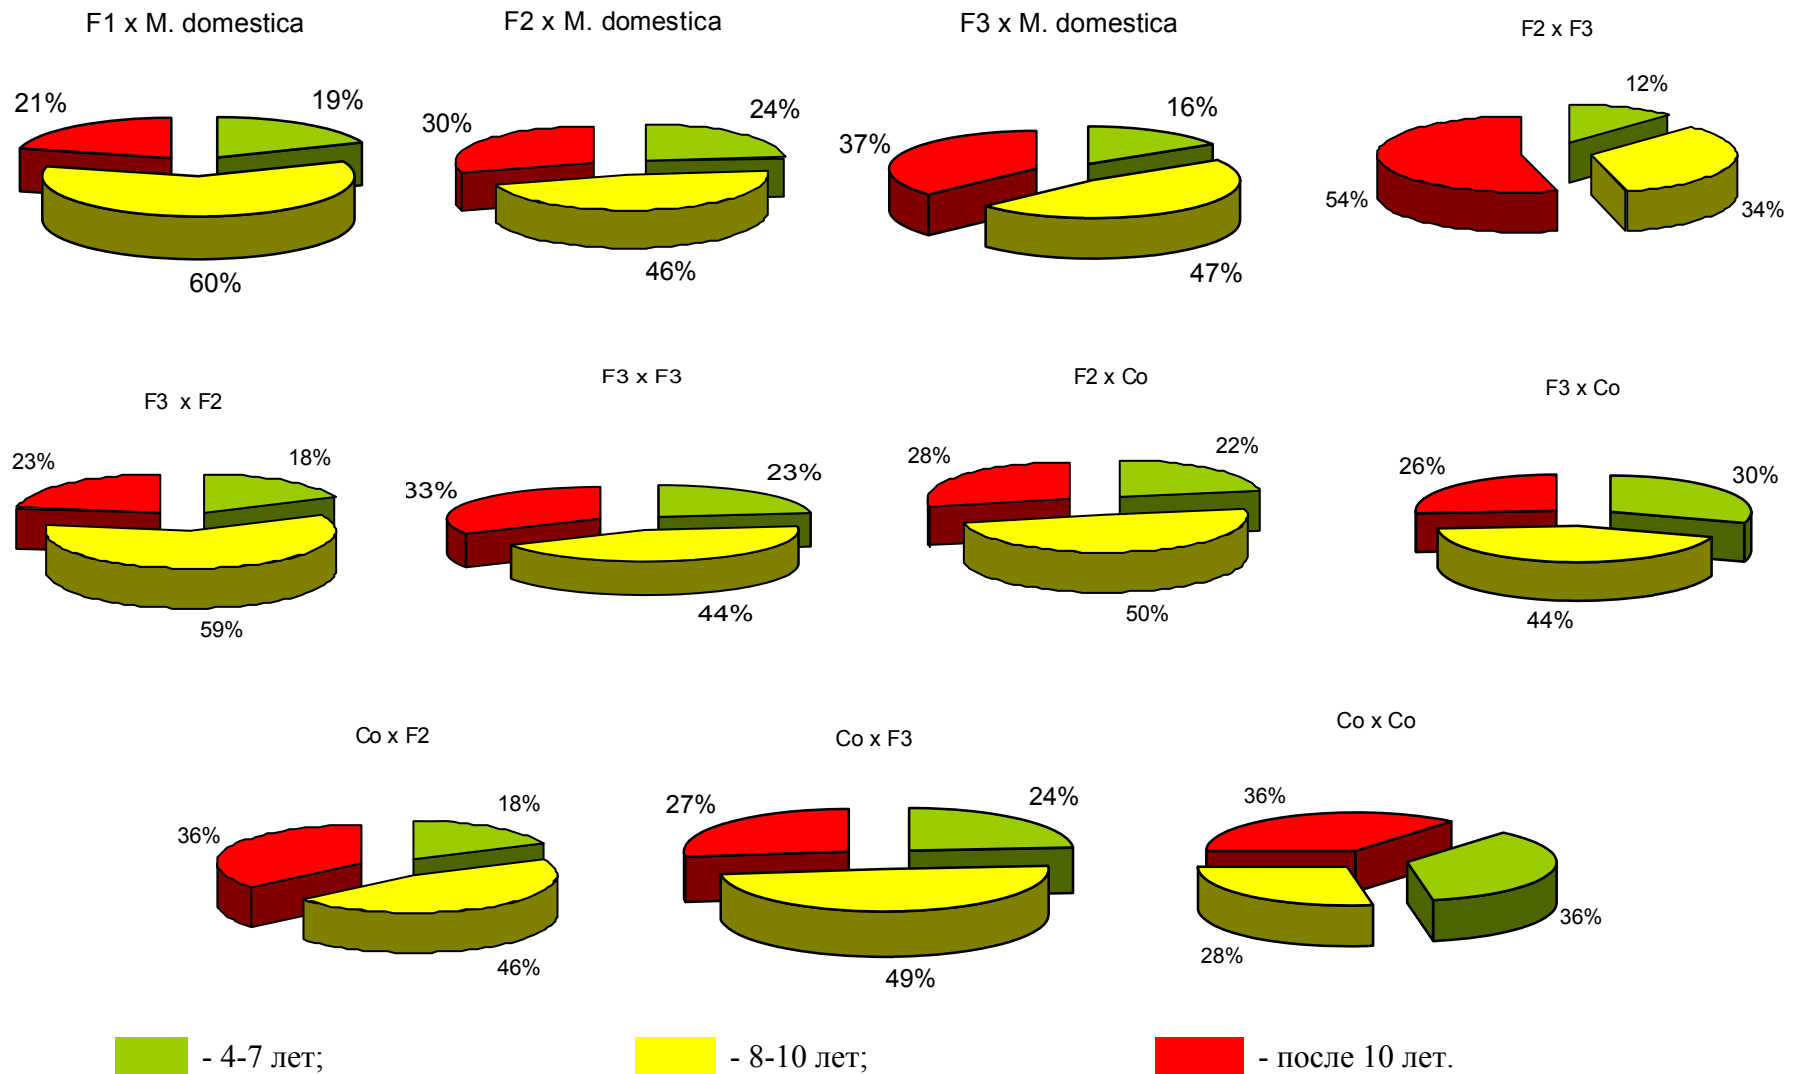 F1 x M. domestica
21%
19%
60%
F2 x M. domestica
30%
24%
46%
F3 x M. domestica
37%
16%
47%
F2 x F3
12%
54%
34%
F3 x F2
23%
18%
59%
F3 x F3
33%
23%
44%
F2 x Co
28%
22%
50%
F3 x Co
26%
30%
44%
Co x F2
36%
18%
46%
Co x F3
27%
24%
49%
Co x Co
36%
36%
28%
- 4-7 лет;
- 8-10 лет;
- после 10 лет.